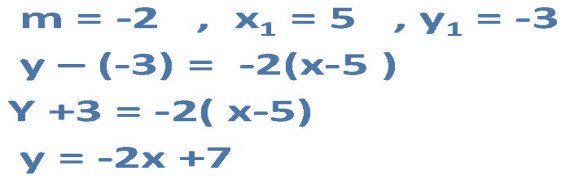 m = -2 , x₁ = 5 , y₁ = -3
y – (-3) = -2(x-5 )
Y +3 = -2( x-5)
y = -2x +7